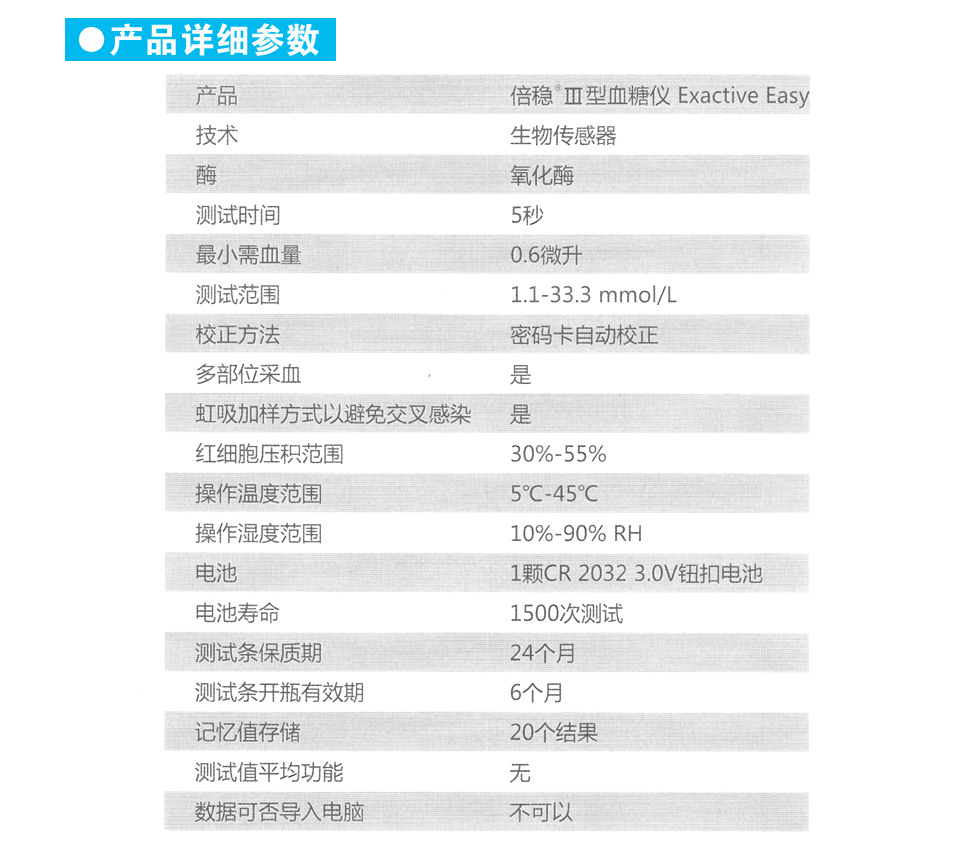 ●产品详细参数
产品 倍稳®Ⅲ型血糖仪 Exactive Easy
技术 生物传感器
酶 氧化酶
测试时间 5秒
最小需血量 0.6微升
测试范围 1.1-33.3 mmol/L
校正方法 密码卡自动校正
多部位采血 是
虹吸加样方式以避免交叉感染 是
红细胞压积范围 30%-55%
操作温度范围 5℃-45℃
操作湿度范围 10%-90% RH
电池 1颗CR 2032 3.0V钮扣电池
电池寿命 1500次测试
测试条保质期 24个月
测试条开瓶有效期 6个月
记忆值存储 20个结果
测试值平均功能 无
数据可否导入电脑 不可以